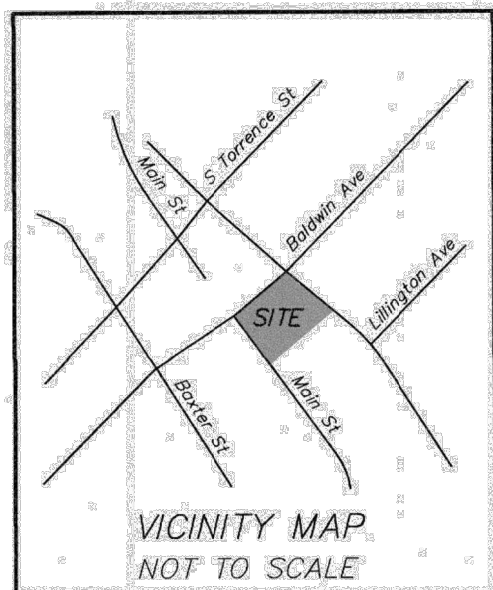 Main St
S Torrence St
Baldwin Ave
Lillington Ave
SITE
Baxter St
Main St
VICINITY MAP
NOT TO SCALE